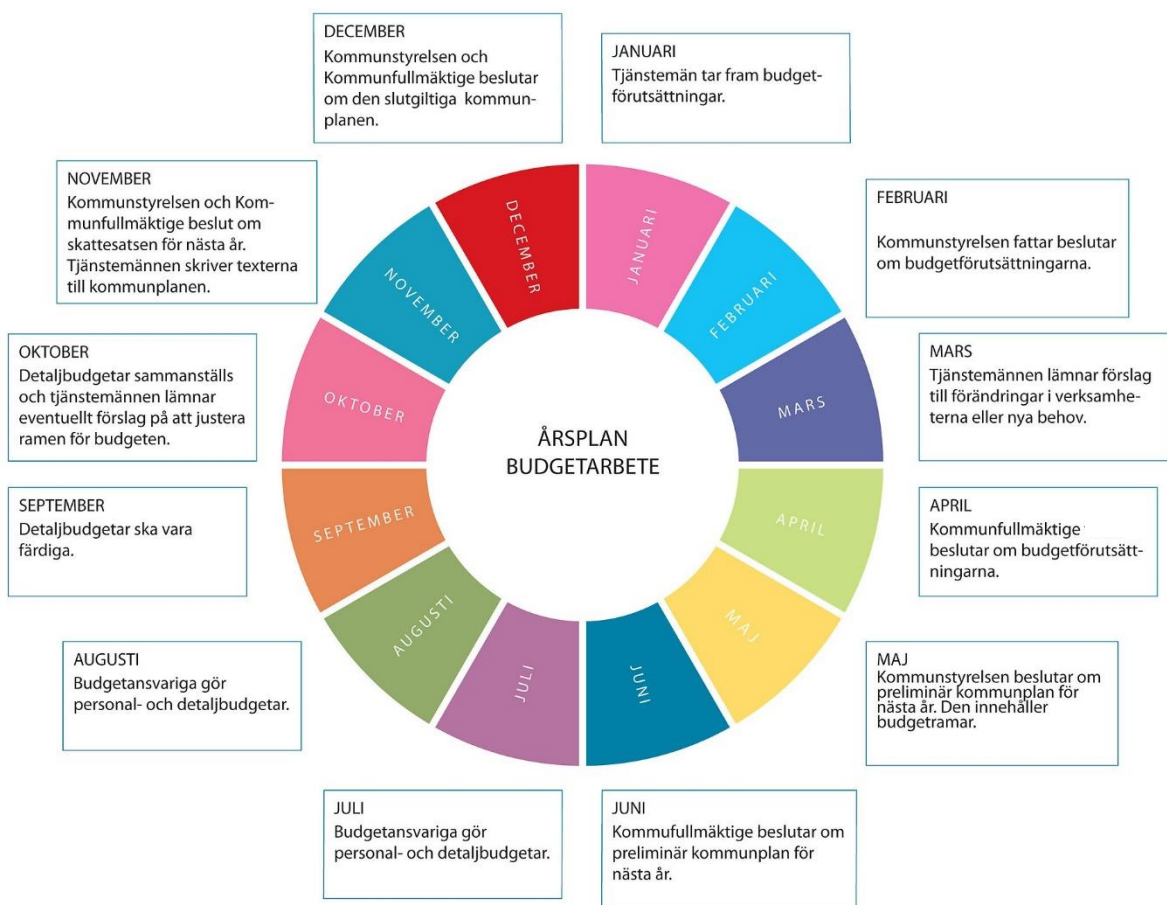 DECEMBER
Kommunstyrelsen och
Kommunfullmäktige beslutar
om den slutgiltiga kommun-
planen.
JANUARI
Tjänstemän tar fram budget-
förutsättningar.
NOVEMBER
Kommunstyrelsen och Kom-
munfullmäktige beslut om
skattesatsen för nästa år.
Tjänstemännen skriver texterna
till kommunplanen.
FEBRUARI
Kommunstyrelsen fattar beslutar
om budgetförutsättningarna.
OKTOBER
Detaljbudgetar sammanställs
och tjänstemännen lämnar
eventuellt förslag på att justera
ramen för budgeten.
MARS
Tjänstemännen lämnar förslag
till förändringar i verksamhe-
terna eller nya behov.
SEPTEMBER
Detaljbudgetar ska vara
färdiga.
APRIL
Kommunfullmäktige
beslutar om budgetförutsätt-
ningarna.
AUGUSTI
Budgetansvariga gör
personal- och detaljbudgetar.
MAJ
Kommunstyrelsen beslutar om
preliminär kommunplan för
nästa år. Den innehåller
budgetramar.
JULI
Budgetansvariga gör
personal- och detaljbudgetar.
JUNI
Kommufullmäktige beslutar om
preliminär kommunplan för
nästa år.
ÅRSPLAN
BUDGETARBETE
JANUARI
FEBRUARI
MARS
APRIL
MAJ
JUNI
JULI
AUGUSTI
SEPTEMBER
OKTOBER
NOVEMBER
DECEMBER